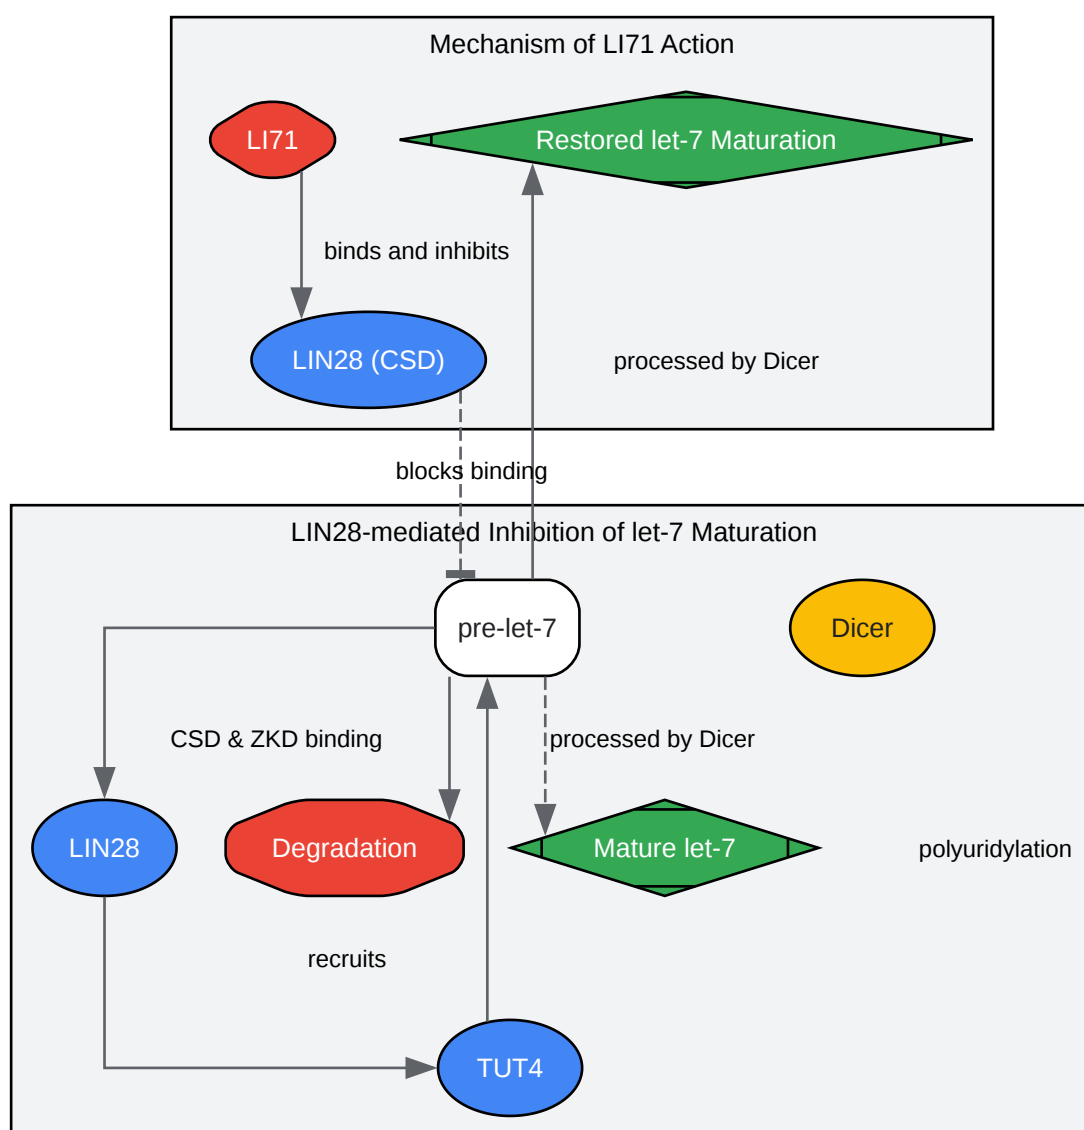 Mechanism of LI71 Action
LI71
Restored let-7 Maturation
binds and inhibits
LIN28 (CSD)
processed by Dicer
blocks binding
LIN28-mediated Inhibition of let-7 Maturation
pre-let-7
Dicer
CSD & ZKD binding
processed by Dicer
LIN28
Degradation
Mature let-7
polyuridylation
recruits
TUT4